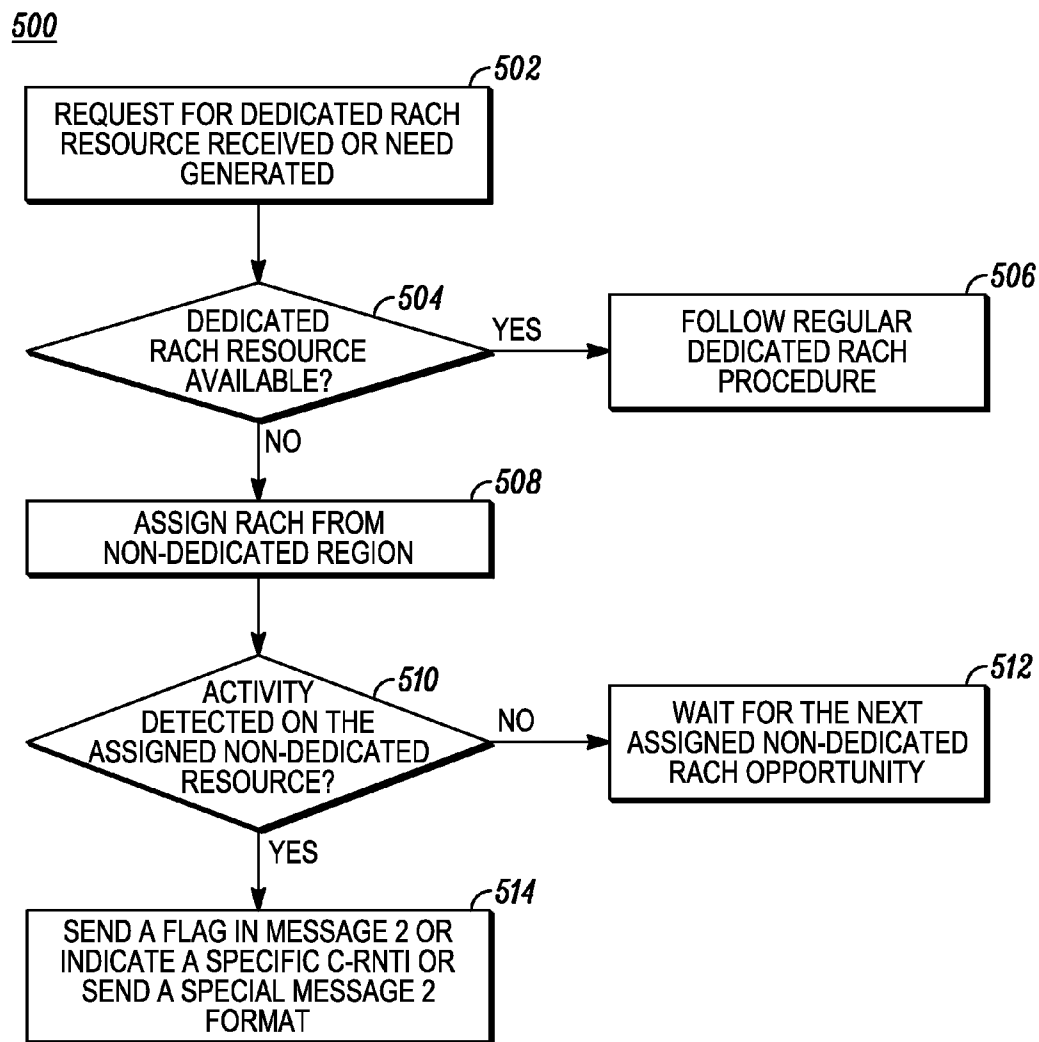 500
502
REQUEST FOR DEDICATED RACH
RESOURCE RECEIVED OR NEED
GENERATED
504
DEDICATED
RACH RESOURCE
AVAILABLE?
YES
506
FOLLOW REGULAR
DEDICATED RACH
PROCEDURE
NO
508
ASSIGN RACH FROM
NON-DEDICATED REGION
510
ACTIVITY
DETECTED ON THE
ASSIGNED NON-DEDICATED
RESOURCE?
NO
512
WAIT FOR THE NEXT
ASSIGNED NON-DEDICATED
RACH OPPORTUNITY
YES
514
SEND A FLAG IN MESSAGE 2 OR
INDICATE A SPECIFIC C-RNTI OR
SEND A SPECIAL MESSAGE 2
FORMAT